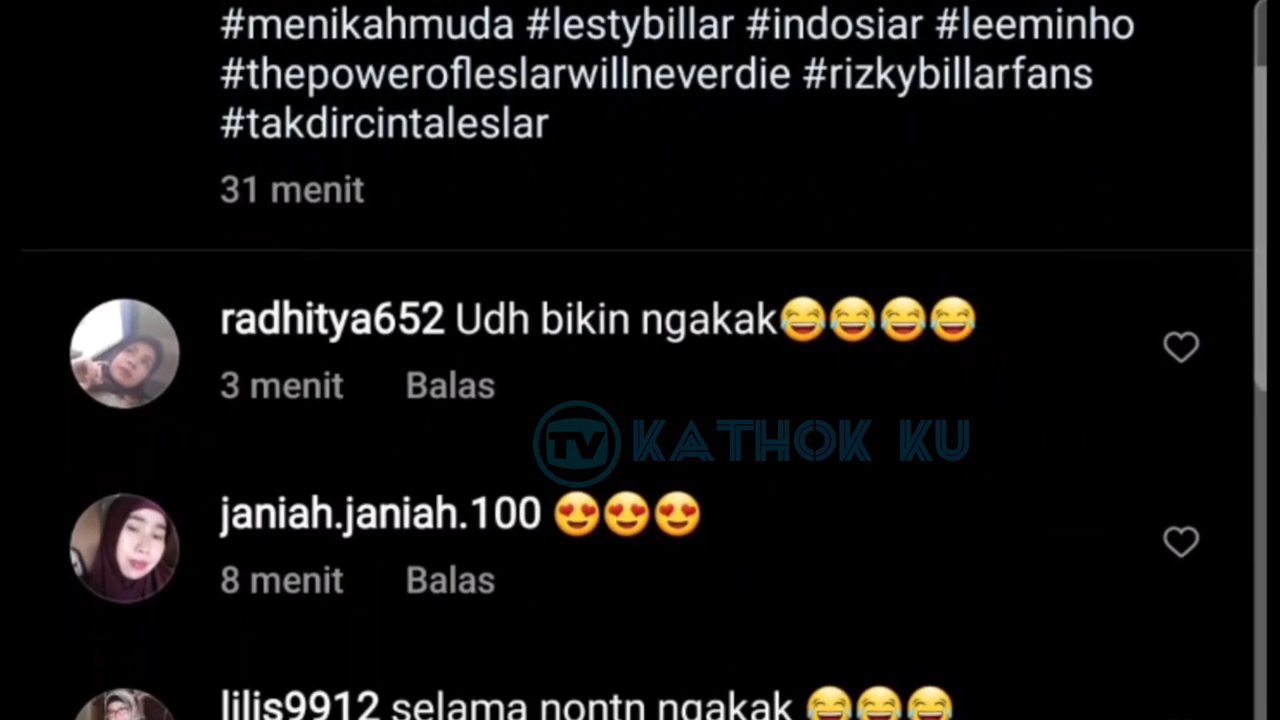 #menikahmuda #lestybillar #indosiar #leeminho
#thepowerofleslarwillneverdie #rizkybillarfans
#takdircintaleslar
31 menit
radhitya652 Udh bikin ngakak😂😂😂😂
3 menit Balas
TV KATHOK KU
janiah.janiah.100 😍😍😍
8 menit Balas
lilis9912 selama nontn ngakak 😂😂😂